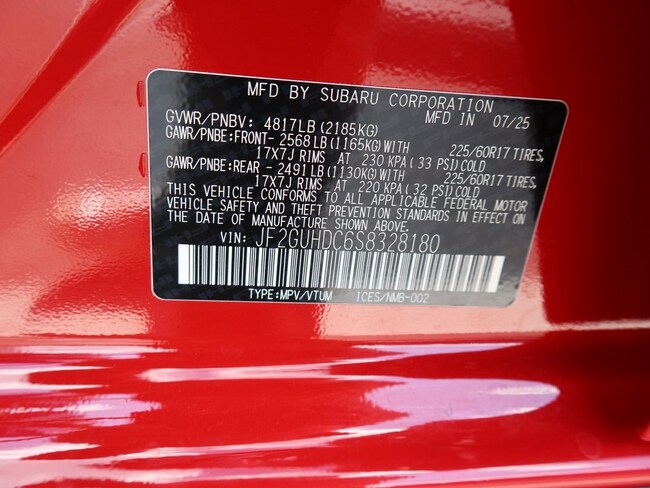 MFD BY SUBARU CORPORATION
GVWR/PNBV: 4817LB(2185KG) MFD IN 07/25
GAWR/PNBE:FRONT- 2568LB(1165KG)WITH 225/60R17 TIRES,
17X7J RIMS AT 230 KPA( 33 PSI)COLD
GAWR/PNBE:REAR - 2491LB(1130KG)WITH 225/60R17 TIRES,
17X7J RIMS AT 220 KPA( 32 PSI)COLD
THIS VEHICLE CONFORMS TO ALL APPLICABLE FEDERAL MOTOR
VEHICLE SAFETY AND THEFT PREVENTION STANDARDS IN EFFECT ON
THE DATE OF MANUFACTURE SHOWN ABOVE.
VIN: JF2GUHDC6S8328180
TYPE:MPV/VTUM ICES/NMB-002